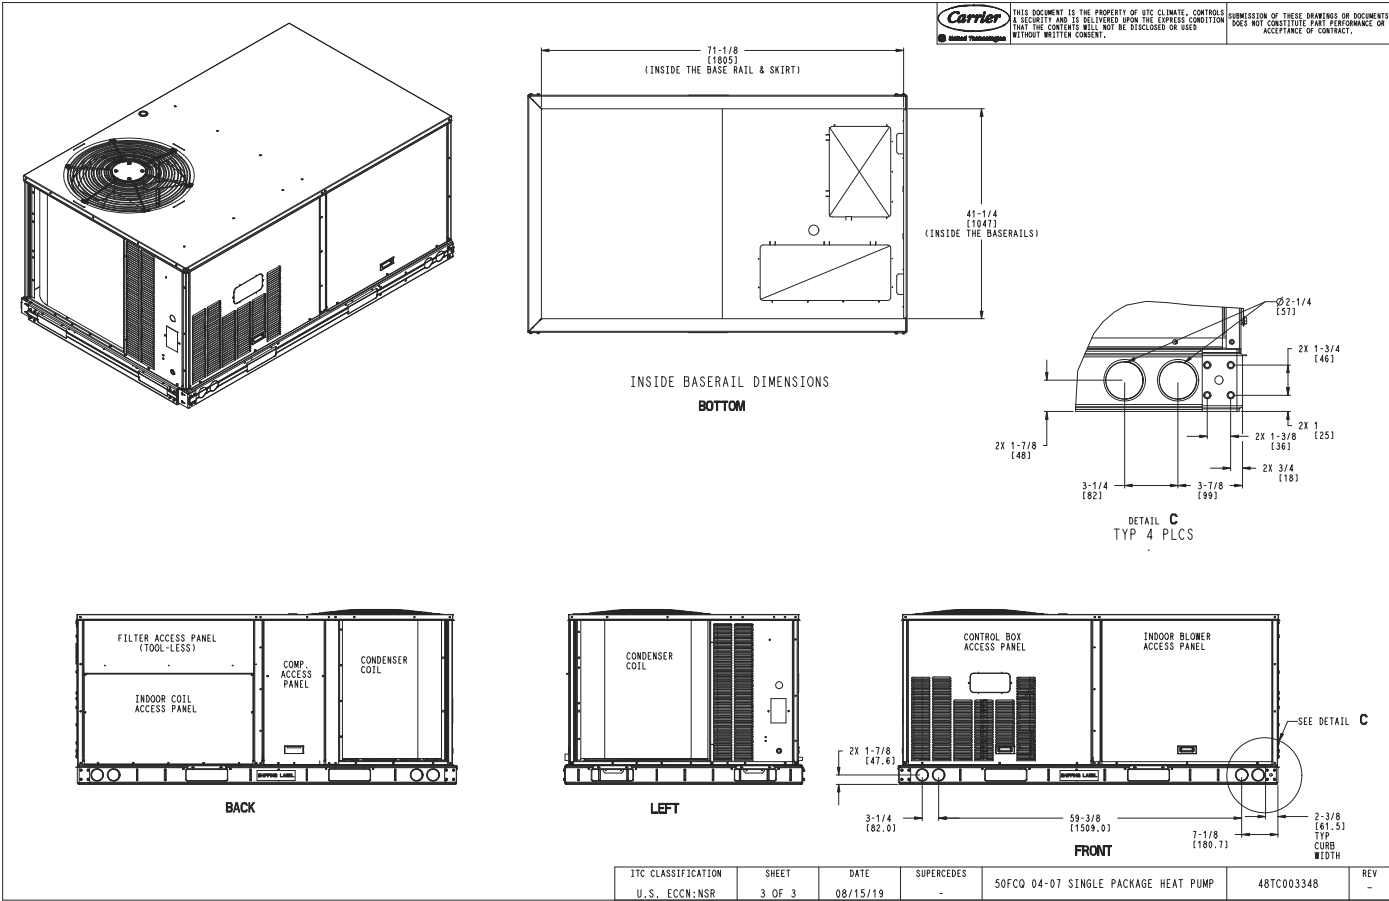 Carrier
United Technologies
THIS DOCUMENT IS THE PROPERTY OF UTC CLIMATE, CONTROLS
& SECURITY AND IS DELIVERED UPON THE EXPRESS CONDITION
THAT THE CONTENTS WILL NOT BE DISCLOSED OR USED
WITHOUT WRITTEN CONSENT.
SUBMISSION OF THESE DRAWINGS OR DOCUMENTS
DOES NOT CONSTITUTE PART PERFORMANCE OR
ACCEPTANCE OF CONTRACT.
71-1/8
[1805]
(INSIDE THE BASE RAIL & SKIRT)
41-1/4
[1047]
(INSIDE THE BASERAILS)
INSIDE BASERAIL DIMENSIONS
BOTTOM
Ø2-1/4
[57]
2X 1-3/4
[46]
2X 1
[25]
2X 1-3/8
[36]
2X 3/4
[18]
2X 1-7/8
[48]
3-1/4
[82]
3-7/8
[99]
DETAIL C
TYP 4 PLCS
FILTER ACCESS PANEL
(TOOL-LESS)
INDOOR COIL
ACCESS PANEL
COMP.
ACCESS
PANEL
CONDENSER
COIL
SHIPPING LABEL
BACK
CONDENSER
COIL
LEFT
CONTROL BOX
ACCESS PANEL
INDOOR BLOWER
ACCESS PANEL
SHIPPING LABEL
SEE DETAIL C
2X 1-7/8
[47.6]
3-1/4
[82.0]
59-3/8
[1509.0]
7-1/8
[180.7]
2-3/8
[61.5]
TYP
CURB
WIDTH
FRONT
ITC CLASSIFICATION
U.S. ECCN:NSR
SHEET
3 OF 3
DATE
08/15/19
SUPERCEDES
-
50FCQ 04-07 SINGLE PACKAGE HEAT PUMP
48TC003348
REV
-